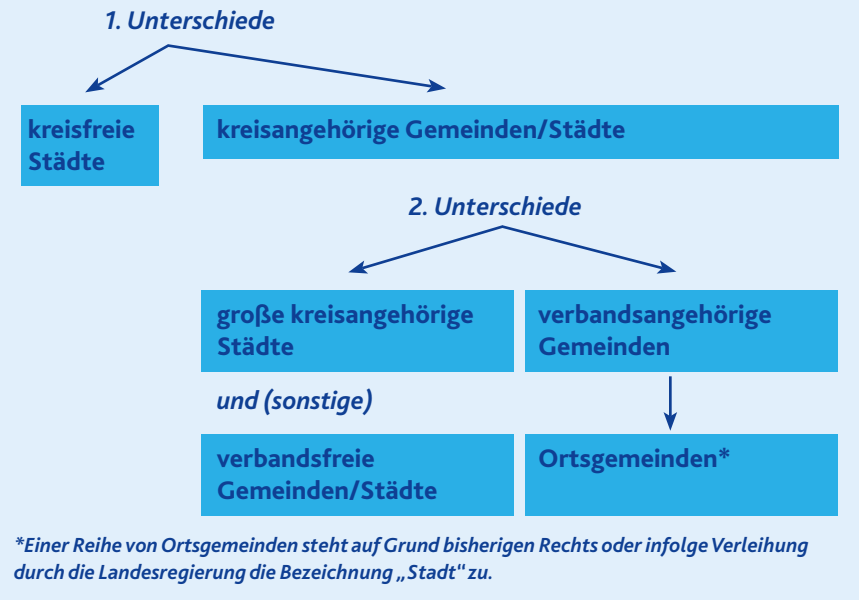 1. Unterschiede
kreisfreie
Städte
kreisangehörige Gemeinden/Städte
2. Unterschiede
große kreisangehörige
Städte
verbandsangehörige
Gemeinden
und (sonstige)
verbandsfreie
Gemeinden/Städte
Ortsgemeinden*
*Einer Reihe von Ortsgemeinden steht auf Grund bisherigen Rechts oder infolge Verleihung
durch die Landesregierung die Bezeichnung „Stadt“ zu.